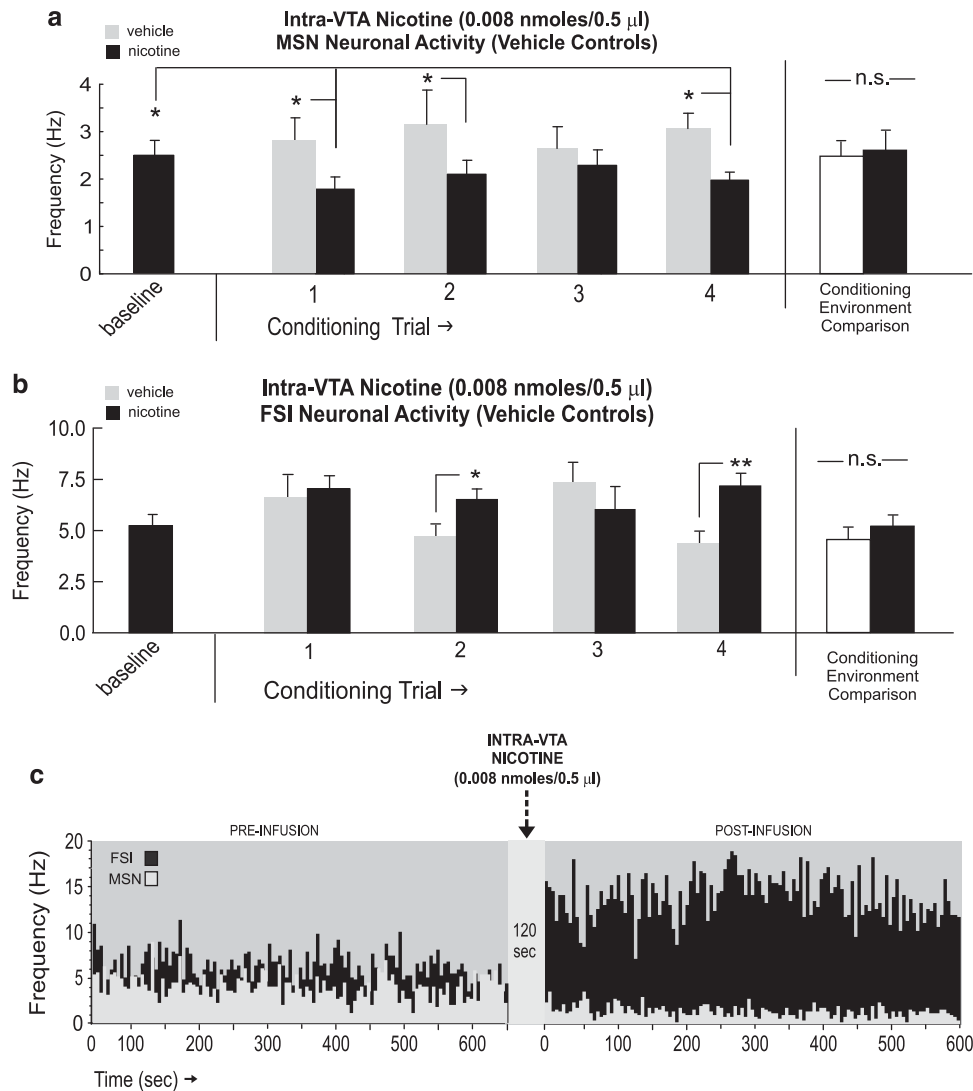 a
Intra-VTA Nicotine (0.008 nmoles/0.5 μl)
MSN Neuronal Activity (Vehicle Controls)
vehicle
nicotine
Frequency (Hz)
4
3
2
1
0
*
*
*
*
n.s.
baseline
1
2
3
4
Conditioning Trial →
Conditioning
Environment
Comparison
b
Intra-VTA Nicotine (0.008 nmoles/0.5 μl)
FSI Neuronal Activity (Vehicle Controls)
vehicle
nicotine
Frequency (Hz)
10.0
7.5
5.0
2.5
0.0
*
**
n.s.
baseline
1
2
3
4
Conditioning Trial →
Conditioning
Environment
Comparison
c
INTRA-VTA
NICOTINE
(0.008 nmoles/0.5 μl)
PRE-INFUSION
POST-INFUSION
FSI
MSN
Frequency (Hz)
20
15
10
5
0
120
sec
0 100 200 300 400 500 600
0 100 200 300 400 500 600
Time (sec) →